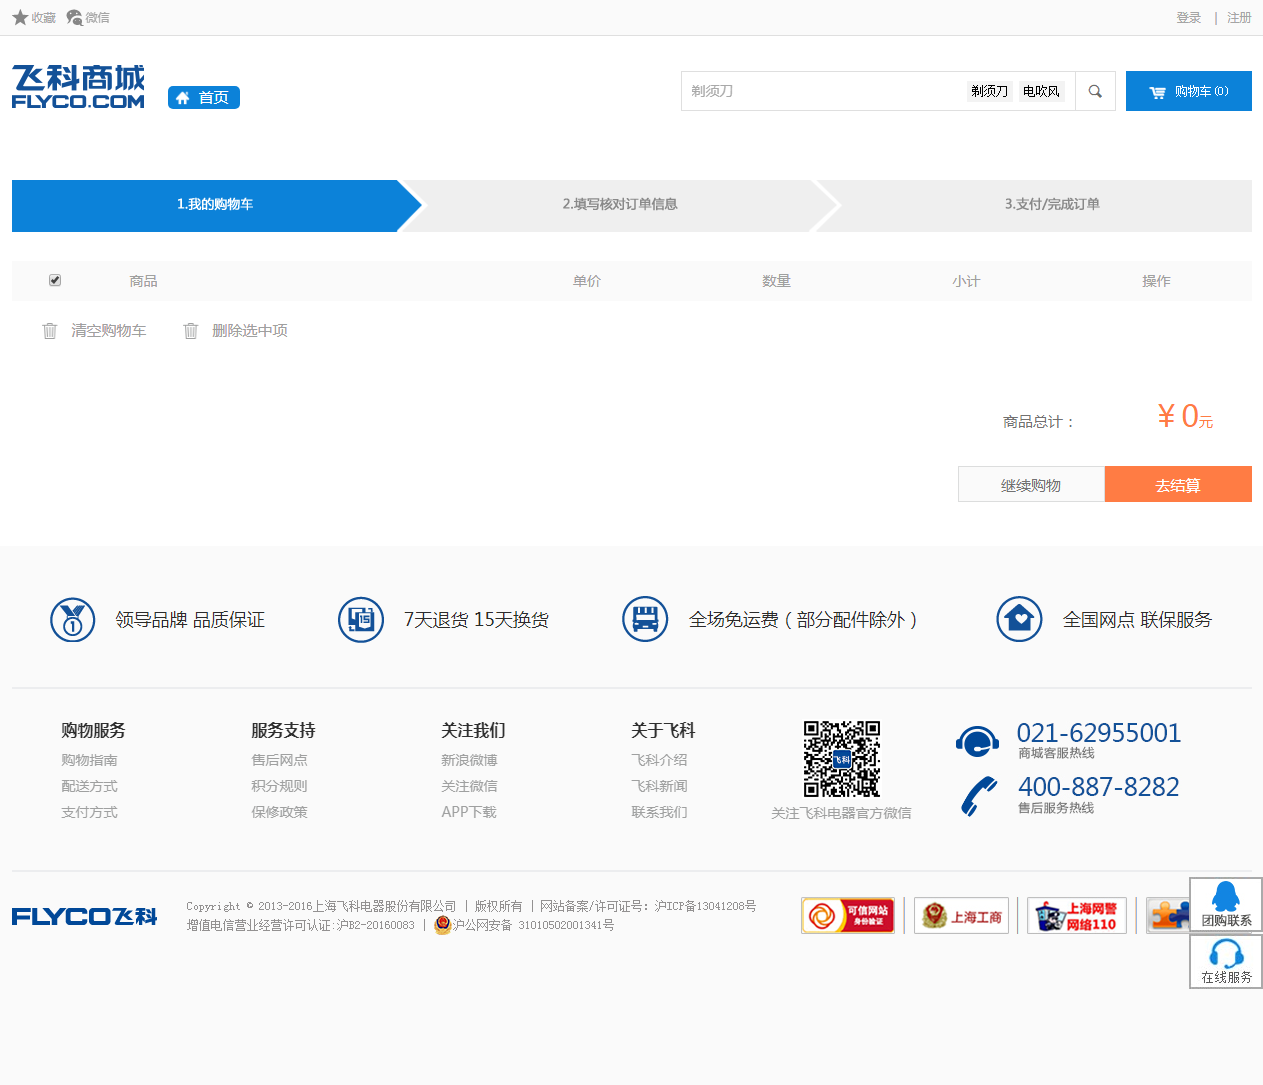 收藏 微信 登录 | 注册
飞科商城
FLYCO.COM 首页 剃须刀 剃须刀 电吹风 购物车(0)
1.我的购物车 2.填写核对订单信息 3.支付/完成订单
商品 单价 数量 小计 操作
清空购物车 删除选中项
商品总计： ¥ 0元
继续购物 去结算
领导品牌 品质保证 7天退货 15天换货 全场免运费（部分配件除外） 全国网点 联保服务
购物服务 服务支持 关注我们 关于飞科
购物指南 售后网点 新浪微博 飞科介绍
配送方式 积分规则 关注微信 飞科新闻
支付方式 保修政策 APP下载 联系我们
飞科
关注飞科电器官方微信
021-62955001
商城客服热线
400-887-8282
售后服务热线
FLYCO飞科
Copyright © 2013-2016上海飞科电器股份有限公司 | 版权所有 | 网站备案/许可证号: 沪ICP备13041208号
增值电信营业经营许可认证:沪B2-20160083 | 沪公网安备 31010502001341号
可信网站
身份验证
上海工商
上海网警
网络110
团购联系
在线服务